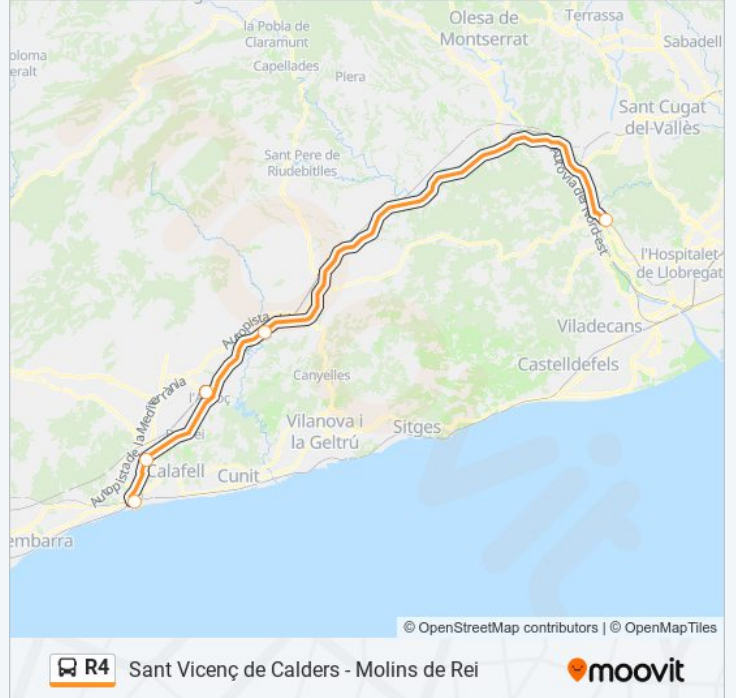 Olesa de
Montserrat
Terrassa
la Pobla de
Claramunt
Sabadell
Capellades
Piera
Sant Cugat
del Vallès
Sant Pere de
Riudebitlles
Autovia del Nord-est
l'Hospitalet
de Llobregat
Autopista
Viladecans
Castelldefels
Canyelles
Autopista de la Mediterrània
Vilanova i
la Geltrú
Sitges
Calafell
Cunit
embarra
© OpenStreetMap contributors | © OpenMapTiles
R4 Sant Vicenç de Calders - Molins de Rei
moovit